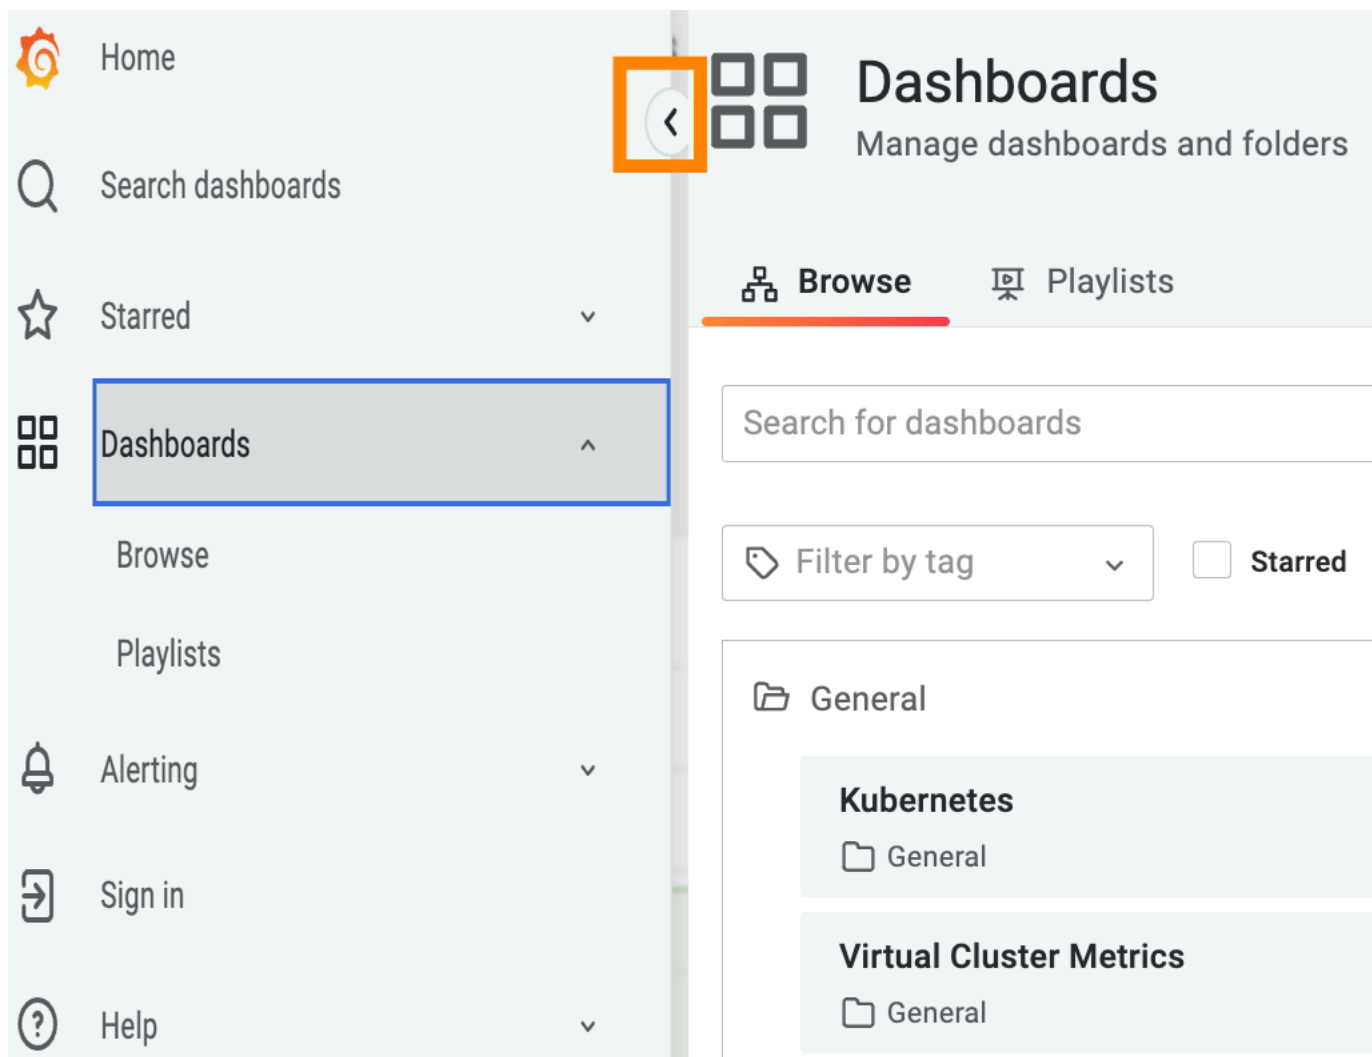 Home
Search dashboards
Starred
Dashboards
Browse
Playlists
Alerting
Sign in
Help
Dashboards
Manage dashboards and folders
Browse
Playlists
Search for dashboards
Filter by tag
Starred
General
Kubernetes
General
Virtual Cluster Metrics
General